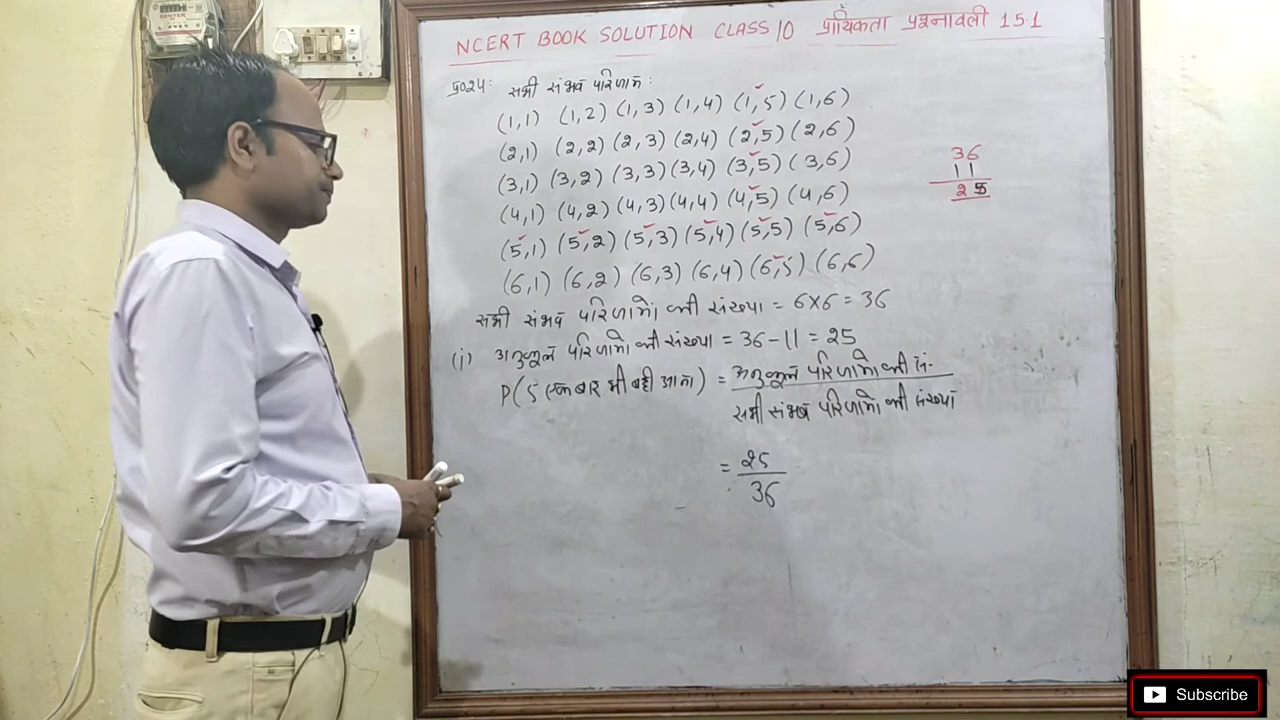 NCERT BOOK SOLUTION CLASS 10 प्रायिकता प्रश्नावली 15.1
प्र०24: सभी संभव परिणाम:
(1,1) (1,2) (1,3) (1,4) (1,5) (1,6)
(2,1) (2,2) (2,3) (2,4) (2,5) (2,6)
(3,1) (3,2) (3,3) (3,4) (3,5) (3,6)
(4,1) (4,2) (4,3) (4,4) (4,5) (4,6)
(5,1) (5,2) (5,3) (5,4) (5,5) (5,6)
(6,1) (6,2) (6,3) (6,4) (6,5) (6,6)
सभी संभव परिणामों की संख्या = 6×6 = 36
(i) अनुकूल परिणामों की संख्या = 36 - 11 = 25
P(5 एक बार भी नहीं आना) = अनुकूल परिणामों की सं.
सभी संभव परिणामों की संख्या
= 25
36
36
11
25
Subscribe